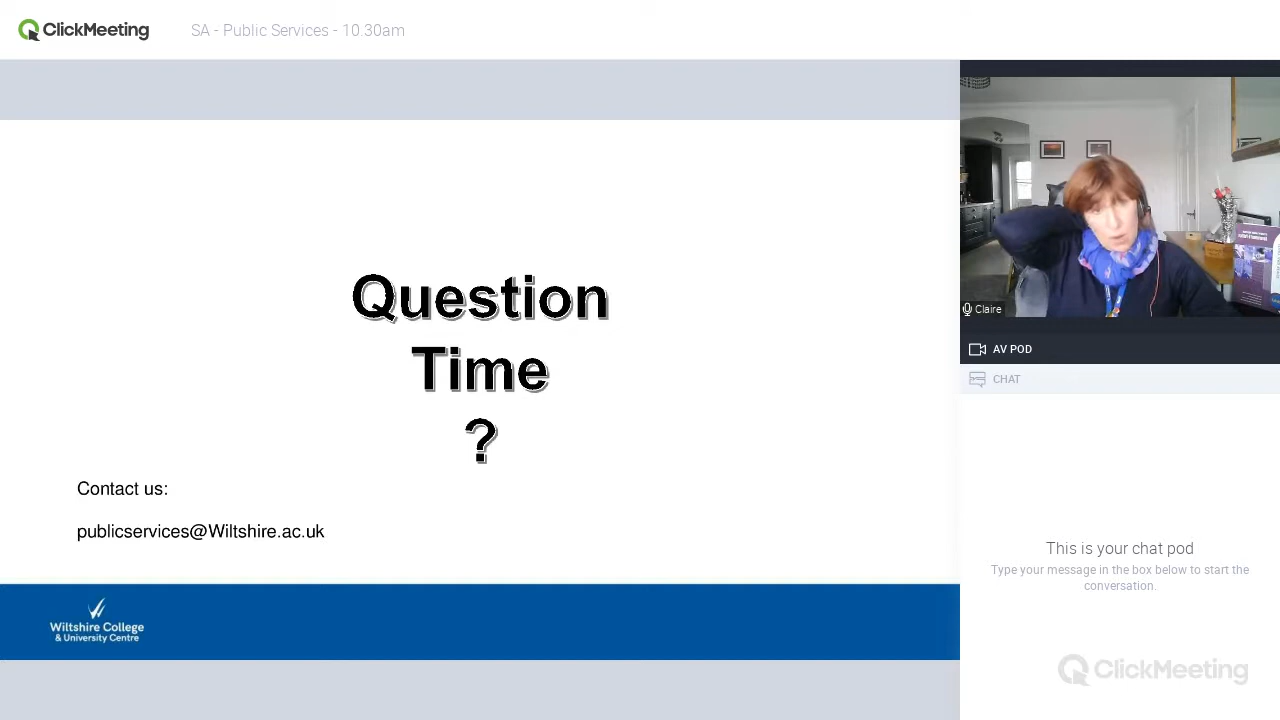 ClickMeeting
SA - Public Services - 10.30am
Question
Time
?
Contact us:
publicservices@Wiltshire.ac.uk
Wiltshire College
& University Centre
Claire
AV POD
CHAT
This is your chat pod
Type your message in the box below to start the
conversation.
ClickMeeting